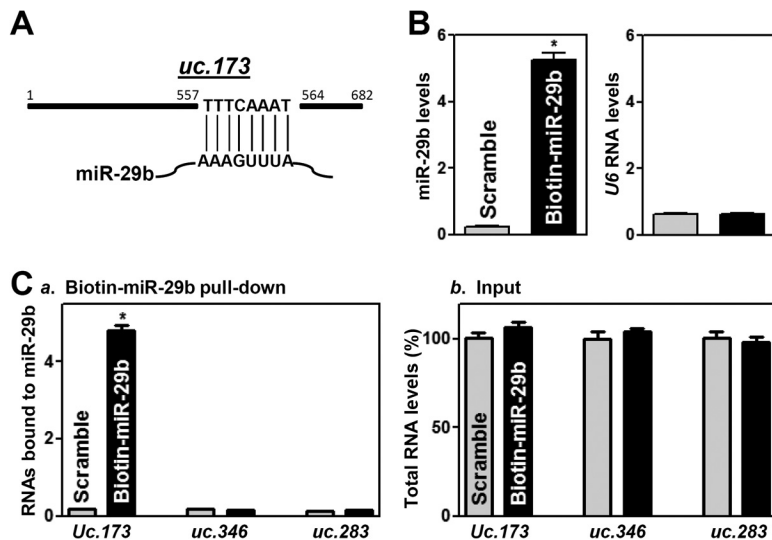 A
uc.173
1
557
TTTCAAAT
564
682
miR-29b
AAAGUUUA
B
miR-29b levels
6
4
2
0
Scramble
Biotin-miR-29b
*
U6 RNA levels
6
4
2
0
C
a. Biotin-miR-29b pull-down
RNAs bound to miR-29b
4
2
0
Scramble
Biotin-miR-29b
*
Uc.173
uc.346
uc.283
b. Input
Total RNA levels (%)
100
50
0
Scramble
Biotin-miR-29b
Uc.173
uc.346
uc.283